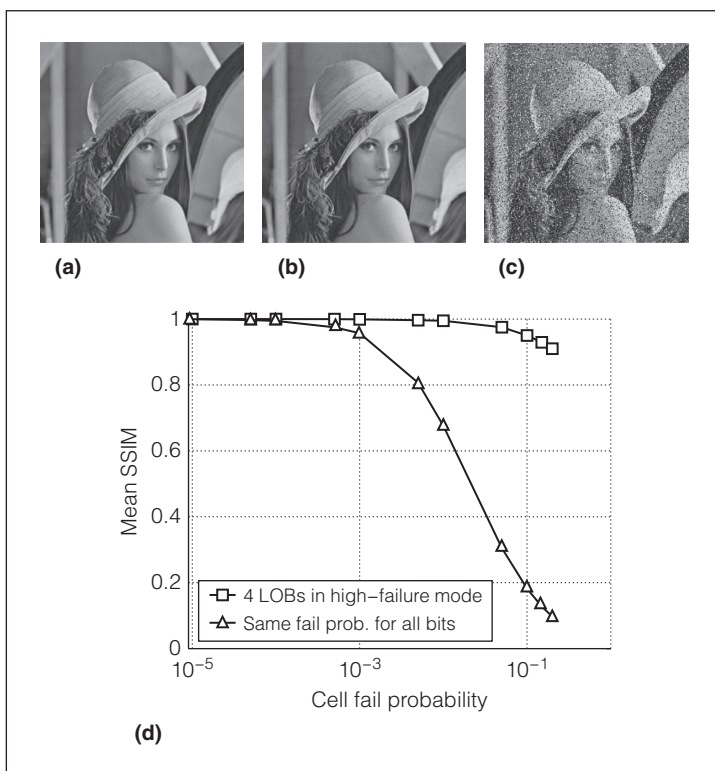 (a)
(b)
(c)
1
0.8
0.6
0.4
0.2
0
Mean SSIM
4 LOBs in high–failure mode
Same fail prob. for all bits
10⁻⁵
10⁻³
10⁻¹
Cell fail probability
(d)